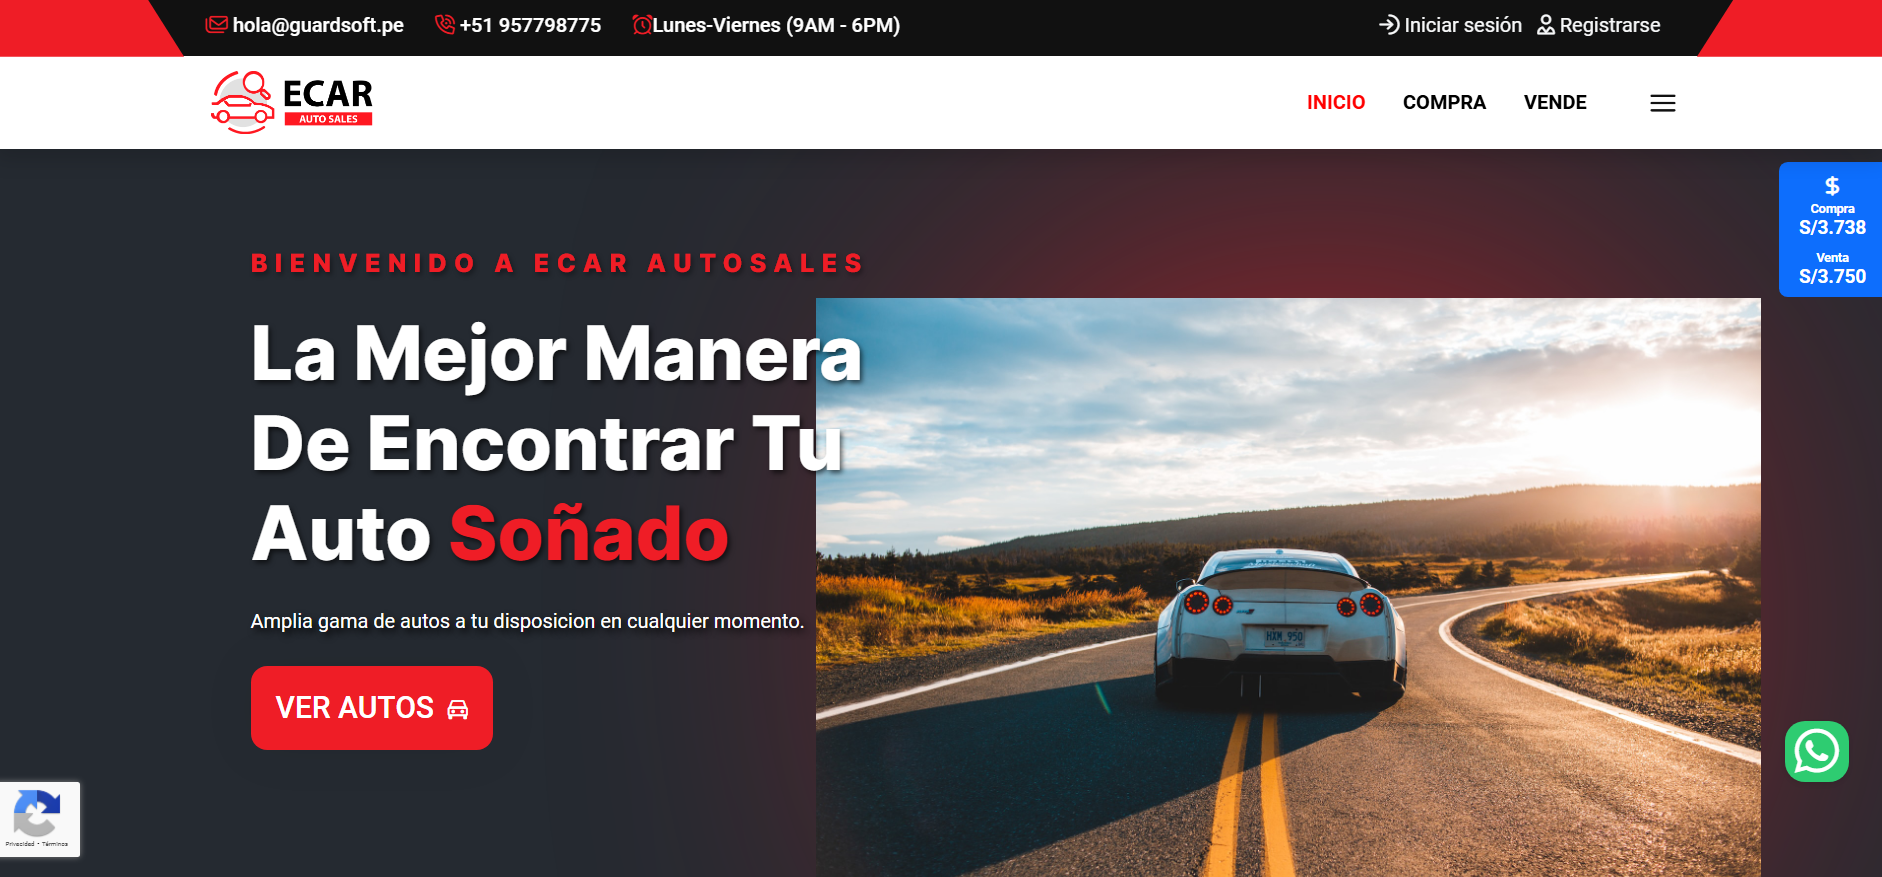 hola@guardsoft.pe +51 957798775 Lunes-Viernes (9AM - 6PM) Iniciar sesión Registrarse
ECAR
AUTO SALES
INICIO COMPRA VENDE
$
Compra
S/3.738
Venta
S/3.750
BIENVENIDO A ECAR AUTOSALES
La Mejor Manera
De Encontrar Tu
Auto Soñado
Amplia gama de autos a tu disposicion en cualquier momento.
VER AUTOS
HXM 950
Privacidad - Términos